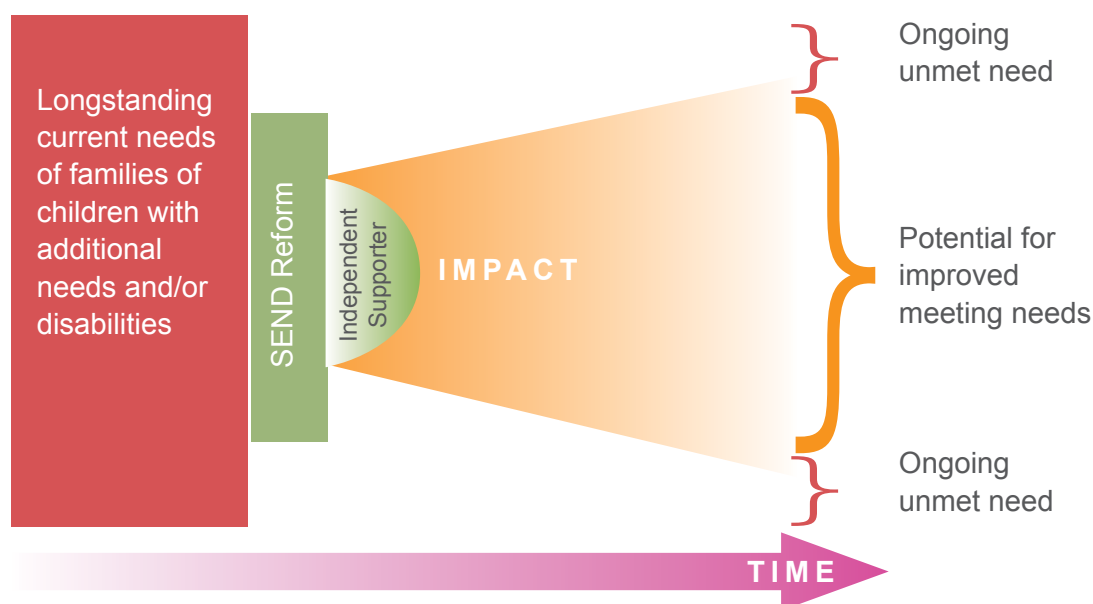 Longstanding
current needs
of families of
children with
additional
needs and/or
disabilities
SEND Reform
Independent
Supporter
IMPACT
Ongoing
unmet need
Potential for
improved
meeting needs
Ongoing
unmet need
TIME